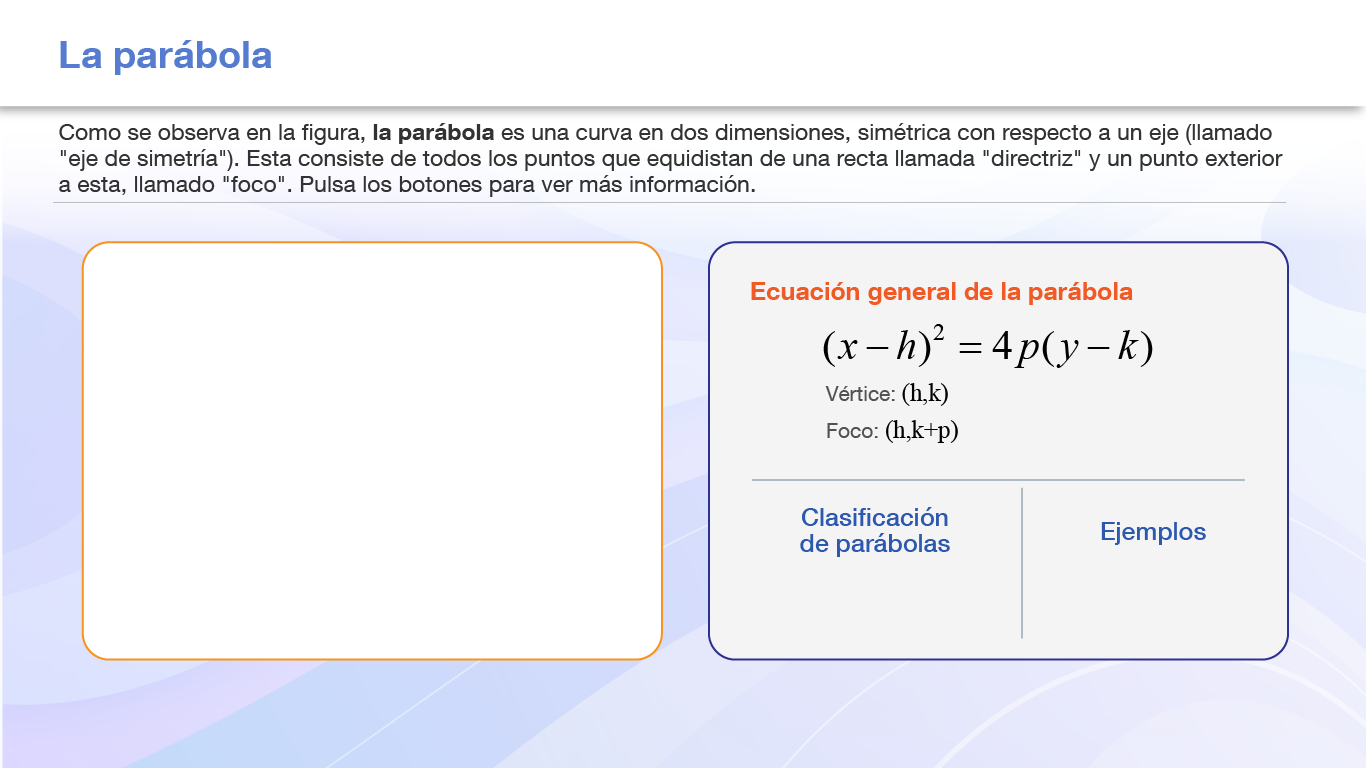 La parábola
Como se observa en la figura, la parábola es una curva en dos dimensiones, simétrica con respecto a un eje (llamado
"eje de simetría"). Esta consiste de todos los puntos que equidistan de una recta llamada "directriz" y un punto exterior
a esta, llamado "foco". Pulsa los botones para ver más información.
Ecuación general de la parábola
(x − h)² = 4p(y − k)
Vértice: (h,k)
Foco: (h,k+p)
Clasificación
de parábolas
Ejemplos